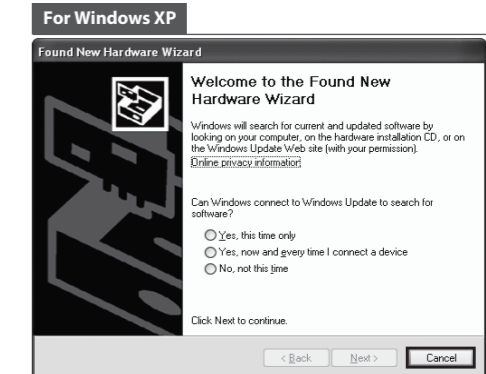 For Windows XP
Found New Hardware Wizard
Welcome to the Found New
Hardware Wizard
Windows will search for current and updated software by
looking on your computer, on the hardware installation CD, or on
the Windows Update Web site (with your permission).
Online privacy information
Can Windows connect to Windows Update to search for
software?
Yes, this time only
Yes, now and every time I connect a device
No, not this time
Click Next to continue.
< Back Next > Cancel